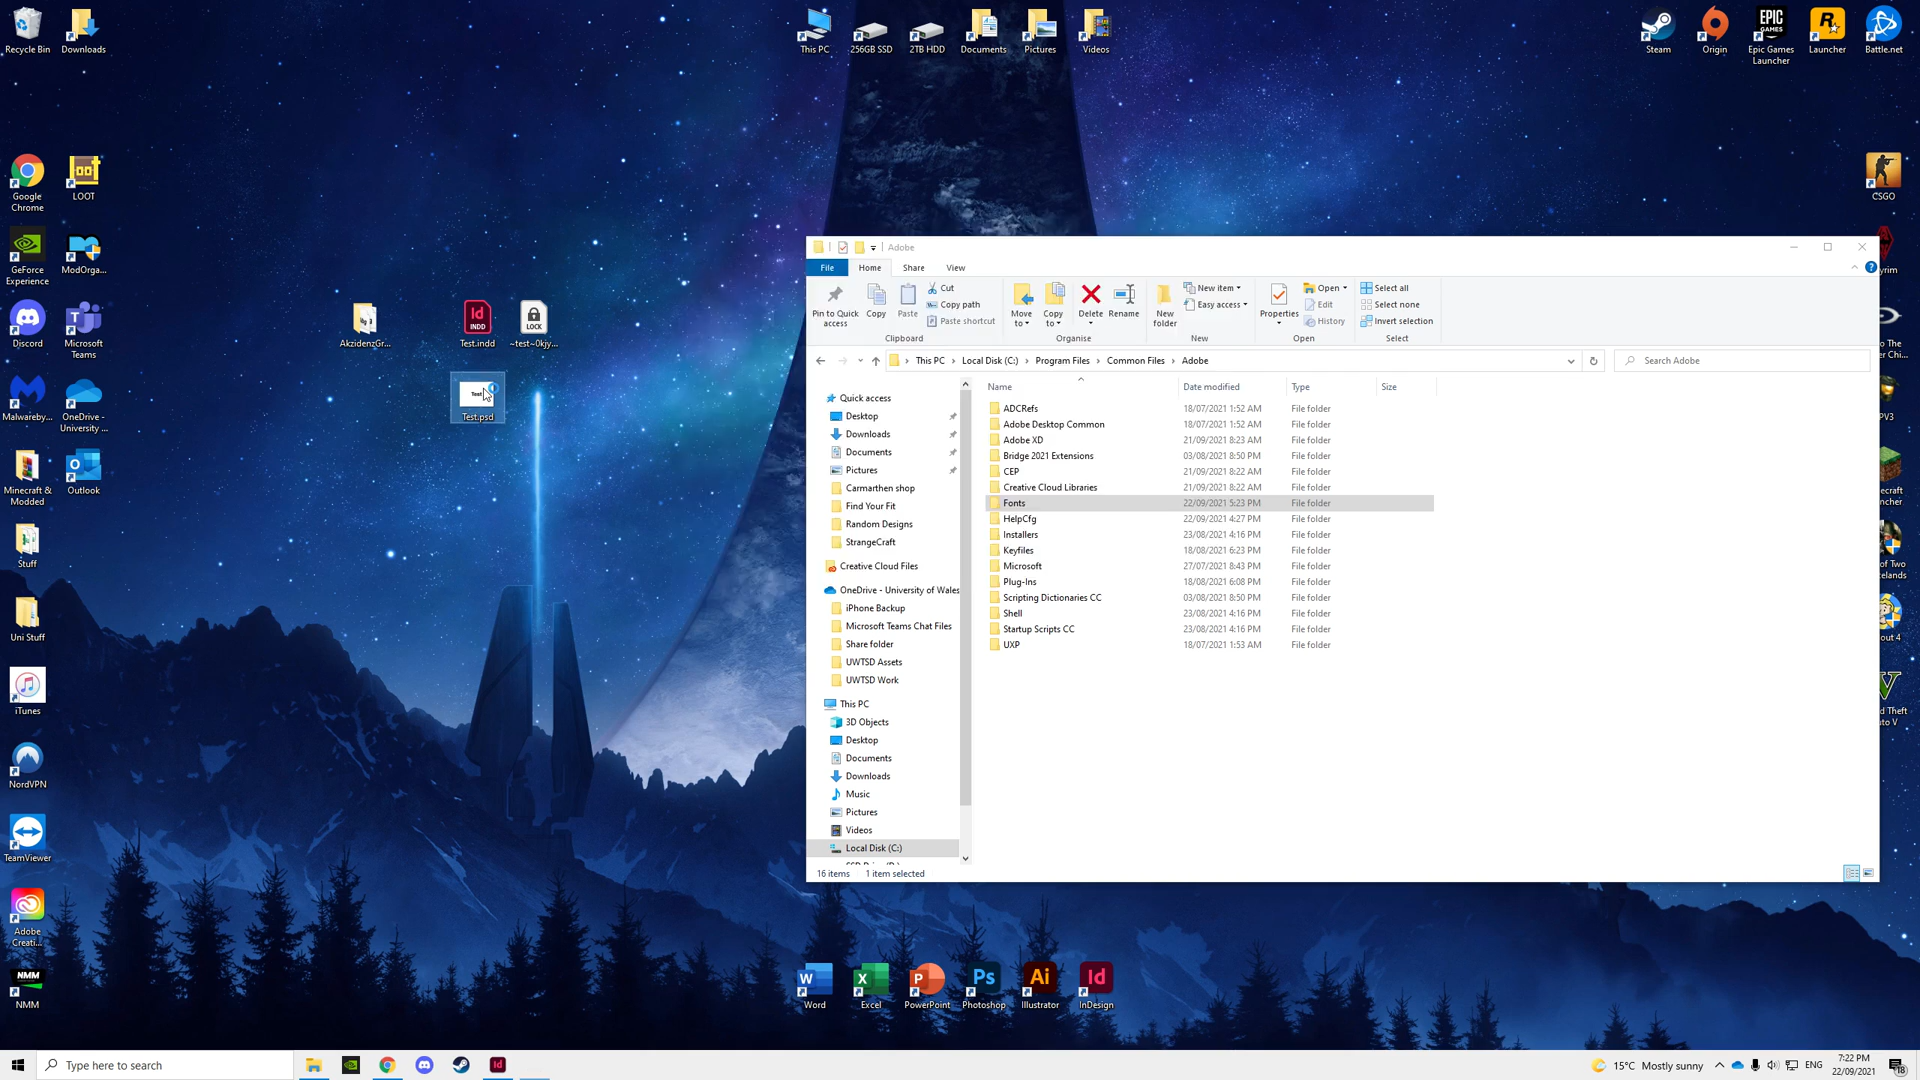 Recycle Bin
Downloads
This PC
256GB SSD
2TB HDD
Documents
Pictures
Videos
Steam
Origin
EPIC GAMES
Epic Games Launcher
Launcher
Battle.net
Google Chrome
LOOT
CSGO
GeForce Experience
ModOrga...
Discord
Microsoft Teams
AkzidenzGr...
Id
INDD
Test.indd
LOCK
~test~0kjy...
Test
Test.psd
Malwareby...
OneDrive - University ...
Minecraft & Modded
Outlook
Stuff
Uni Stuff
iTunes
NordVPN
TeamViewer
Adobe Creati...
NMM
NMM
Adobe
File
Home
Share
View
Pin to Quick access
Copy
Paste
Cut
Copy path
Paste shortcut
Clipboard
Move to
Copy to
Delete
Rename
Organise
New folder
New item
Easy access
New
Properties
Open
Edit
History
Open
Select all
Select none
Invert selection
Select
This PC > Local Disk (C:) > Program Files > Common Files > Adobe
Search Adobe
Name
Date modified
Type
Size
ADCRefs 18/07/2021 1:52 AM File folder
Adobe Desktop Common 18/07/2021 1:52 AM File folder
Adobe XD 21/09/2021 8:23 AM File folder
Bridge 2021 Extensions 03/08/2021 8:50 PM File folder
CEP 21/09/2021 8:22 AM File folder
Creative Cloud Libraries 21/09/2021 8:22 AM File folder
Fonts 22/09/2021 5:23 PM File folder
HelpCfg 22/09/2021 4:27 PM File folder
Installers 23/08/2021 4:16 PM File folder
Keyfiles 18/08/2021 6:23 PM File folder
Microsoft 27/07/2021 8:43 PM File folder
Plug-Ins 18/08/2021 6:08 PM File folder
Scripting Dictionaries CC 03/08/2021 8:50 PM File folder
Shell 23/08/2021 4:16 PM File folder
Startup Scripts CC 23/08/2021 4:16 PM File folder
UXP 18/07/2021 1:53 AM File folder
Quick access
Desktop
Downloads
Documents
Pictures
Carmarthen shop
Find Your Fit
Random Designs
StrangeCraft
Creative Cloud Files
OneDrive - University of Wales
iPhone Backup
Microsoft Teams Chat Files
Share folder
UWTSD Assets
UWTSD Work
This PC
3D Objects
Desktop
Documents
Downloads
Music
Pictures
Videos
Local Disk (C:)
16 items
1 item selected
Word
Excel
PowerPoint
Ps
Photoshop
Ai
Illustrator
Id
InDesign
Type here to search
15°C Mostly sunny
ENG
7:22 PM
22/09/2021
18